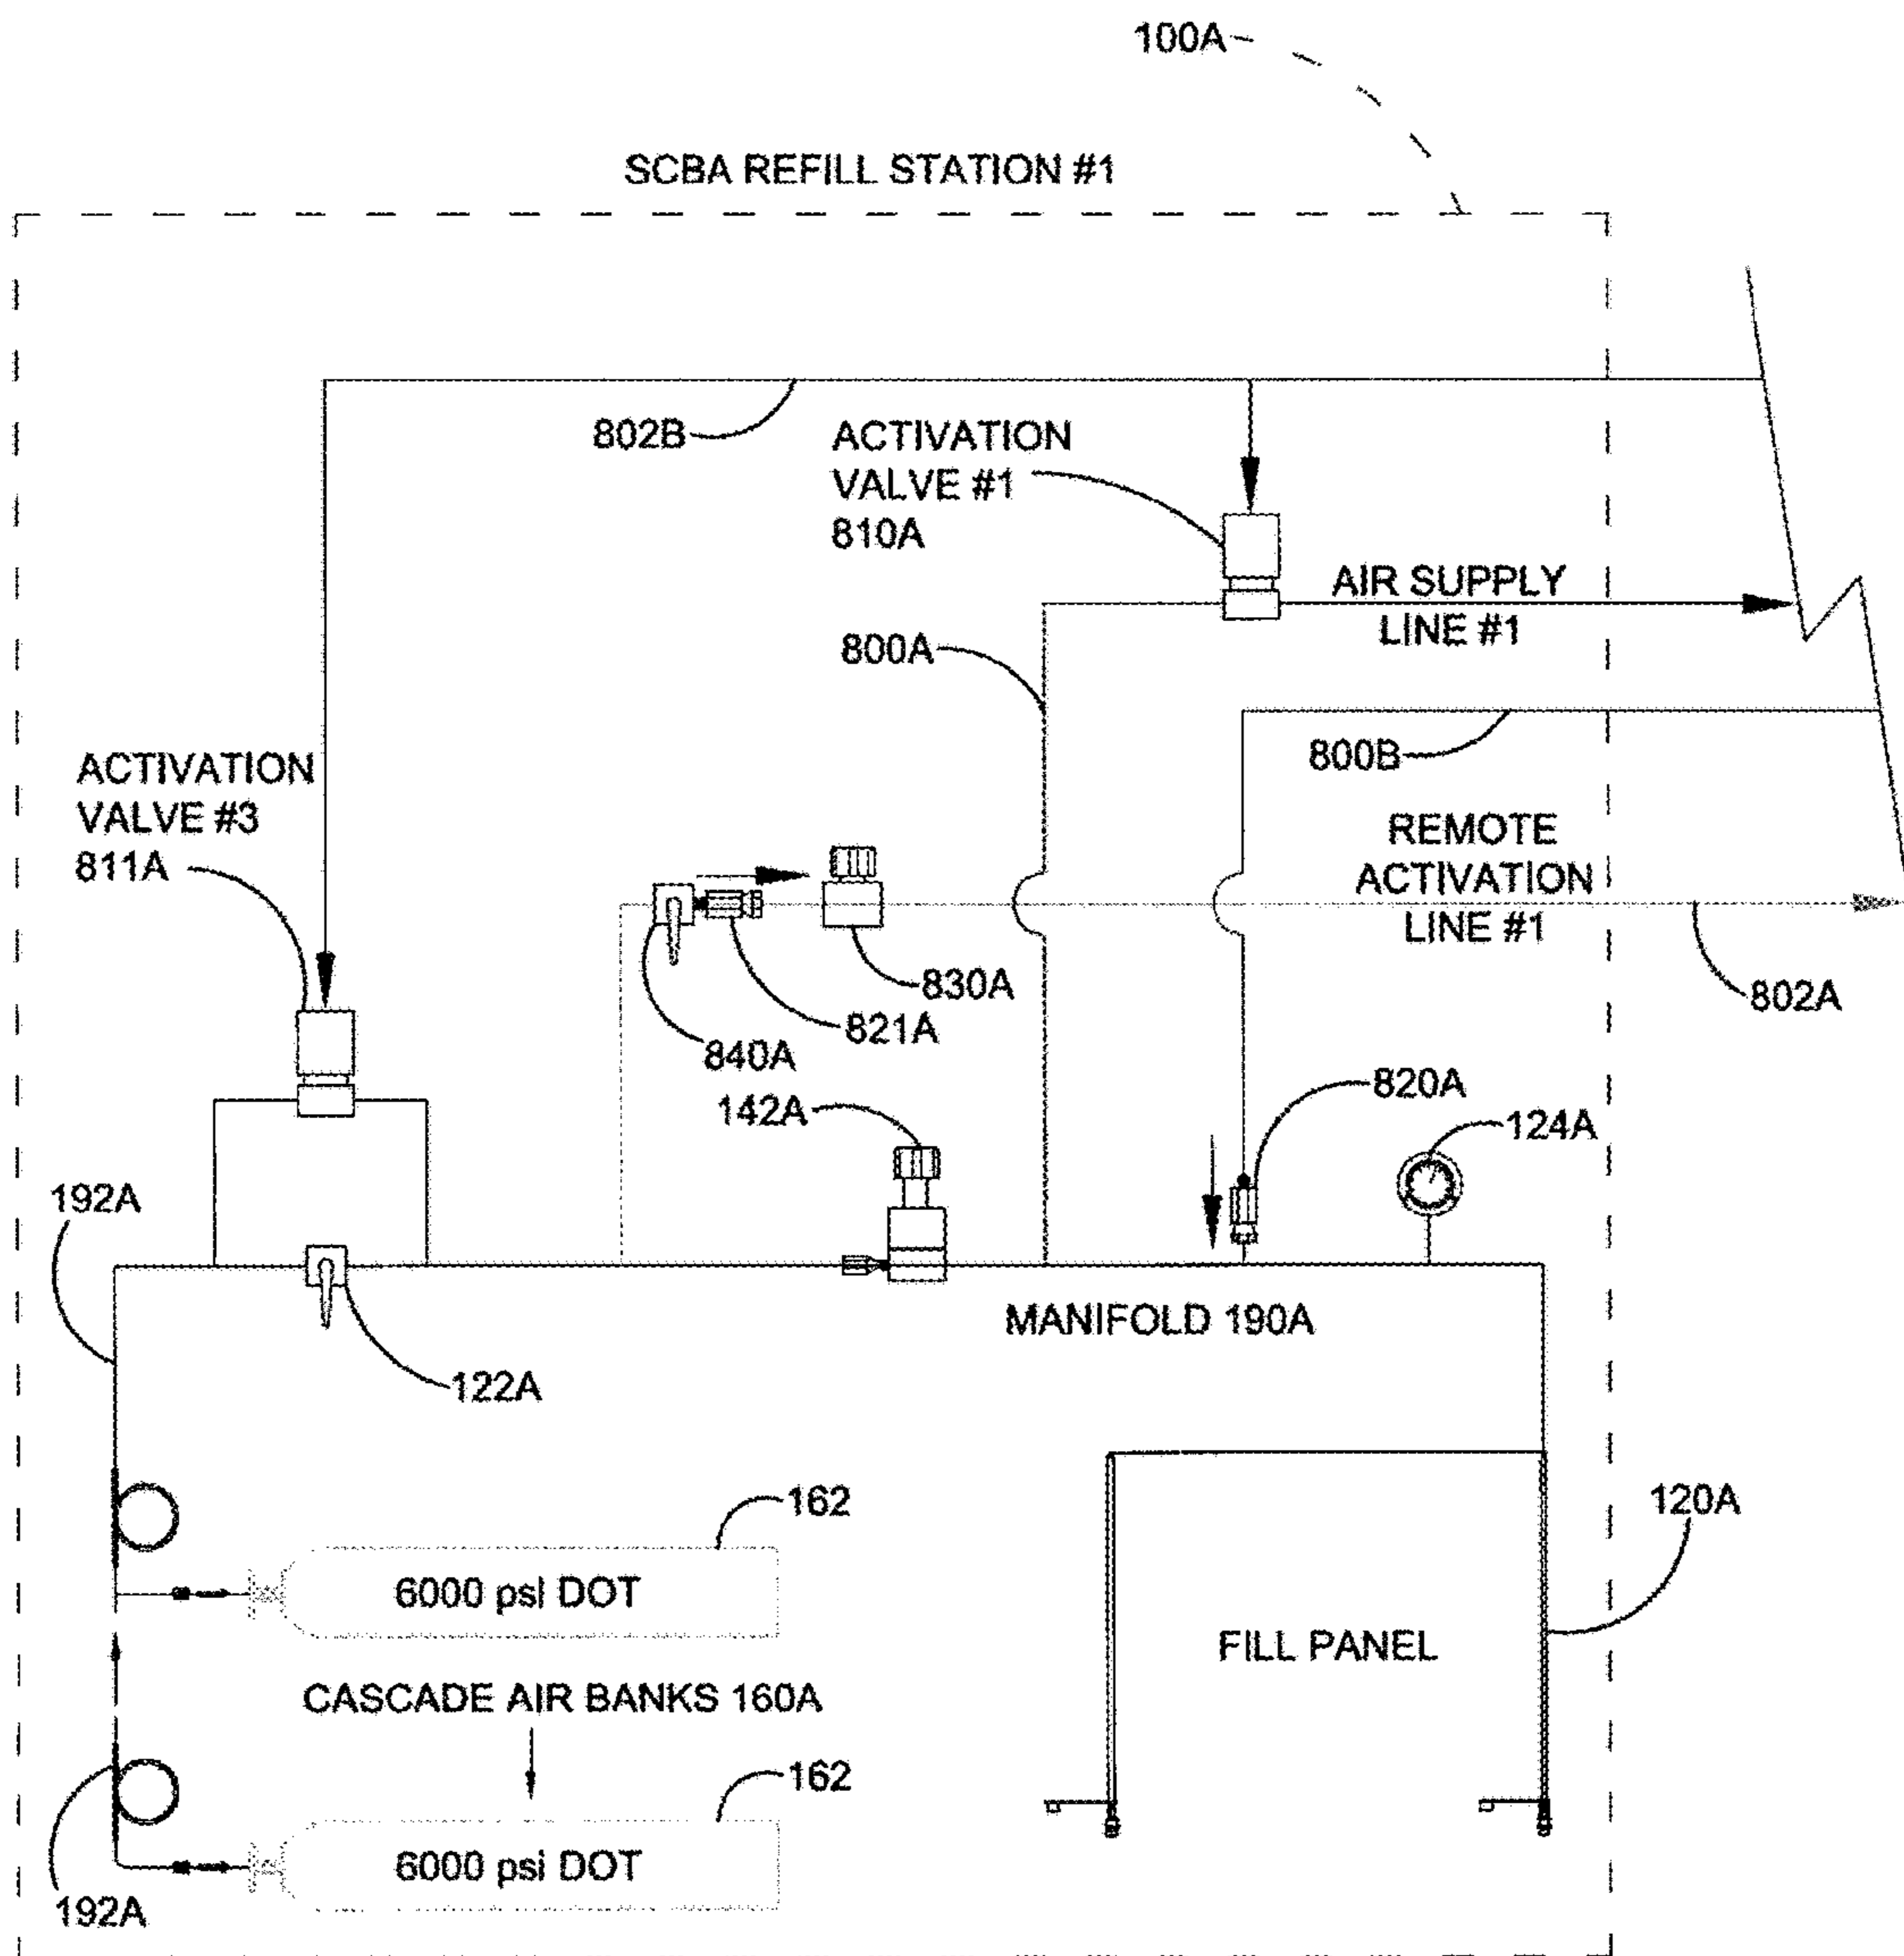 100A
SCBA REFILL STATION #1
802B
ACTIVATION
VALVE #1
810A
AIR SUPPLY
LINE #1
800A
800B
ACTIVATION
VALVE #3
811A
REMOTE
ACTIVATION
LINE #1
830A
802A
821A
840A
820A
142A
124A
192A
MANIFOLD 190A
122A
162
120A
6000 psi DOT
FILL PANEL
CASCADE AIR BANKS 160A
162
6000 psi DOT
192A